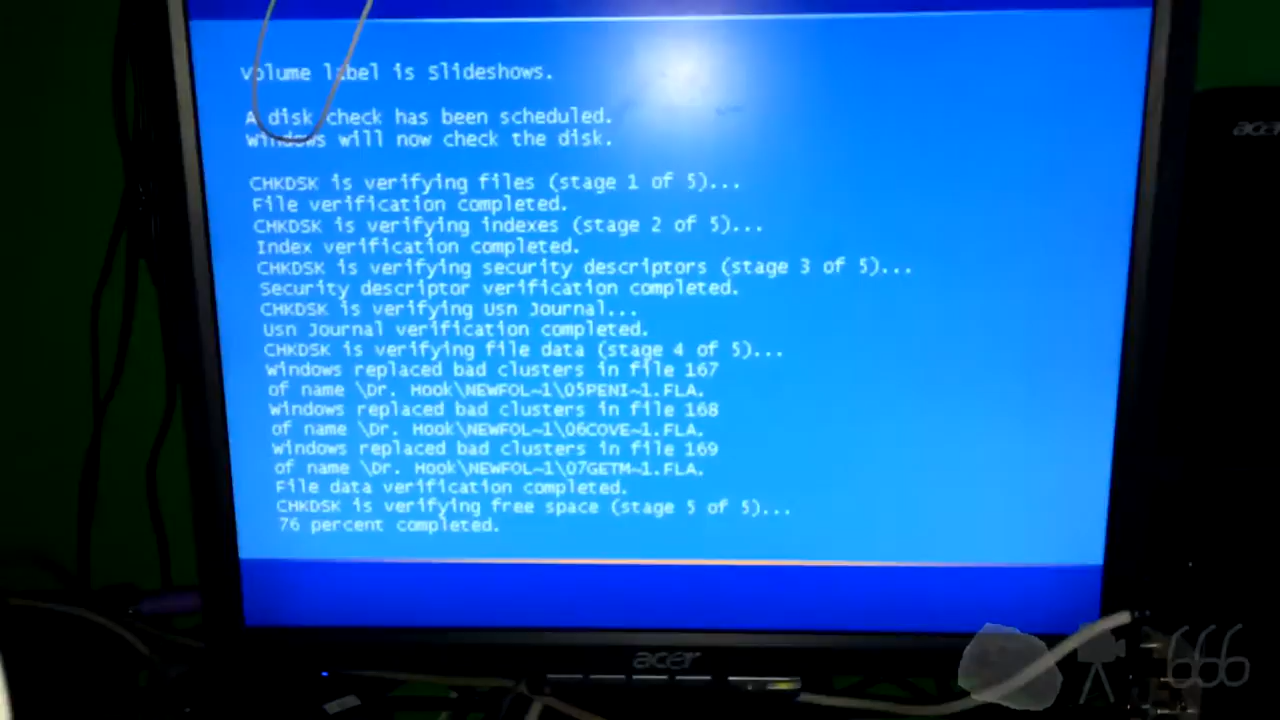 Volume label is Slideshows.
A disk check has been scheduled.
Windows will now check the disk.
CHKDSK is verifying files (stage 1 of 5)...
File verification completed.
CHKDSK is verifying indexes (stage 2 of 5)...
Index verification completed.
CHKDSK is verifying security descriptors (stage 3 of 5)...
Security descriptor verification completed.
CHKDSK is verifying Usn Journal...
Usn Journal verification completed.
CHKDSK is verifying file data (stage 4 of 5)...
Windows replaced bad clusters in file 167
of name \Dr. Hook\NEWFOL~1\05PENI~1.FLA.
Windows replaced bad clusters in file 168
of name \Dr. Hook\NEWFOL~1\06COVE~1.FLA.
Windows replaced bad clusters in file 169
of name \Dr. Hook\NEWFOL~1\07GETM~1.FLA.
File data verification completed.
CHKDSK is verifying free space (stage 5 of 5)...
76 percent completed.
acer
acer
666